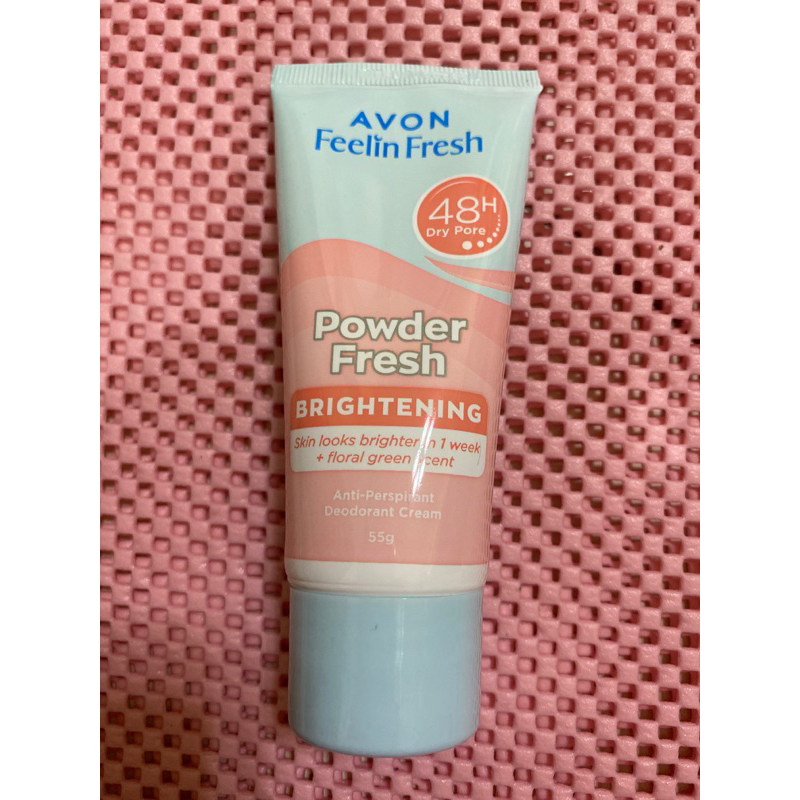 AVON
Feelin Fresh
48H
Dry Pore
Powder
Fresh
BRIGHTENING
Skin looks brighter in 1 week
+ floral green scent
Anti-Perspirant
Deodorant Cream
55g